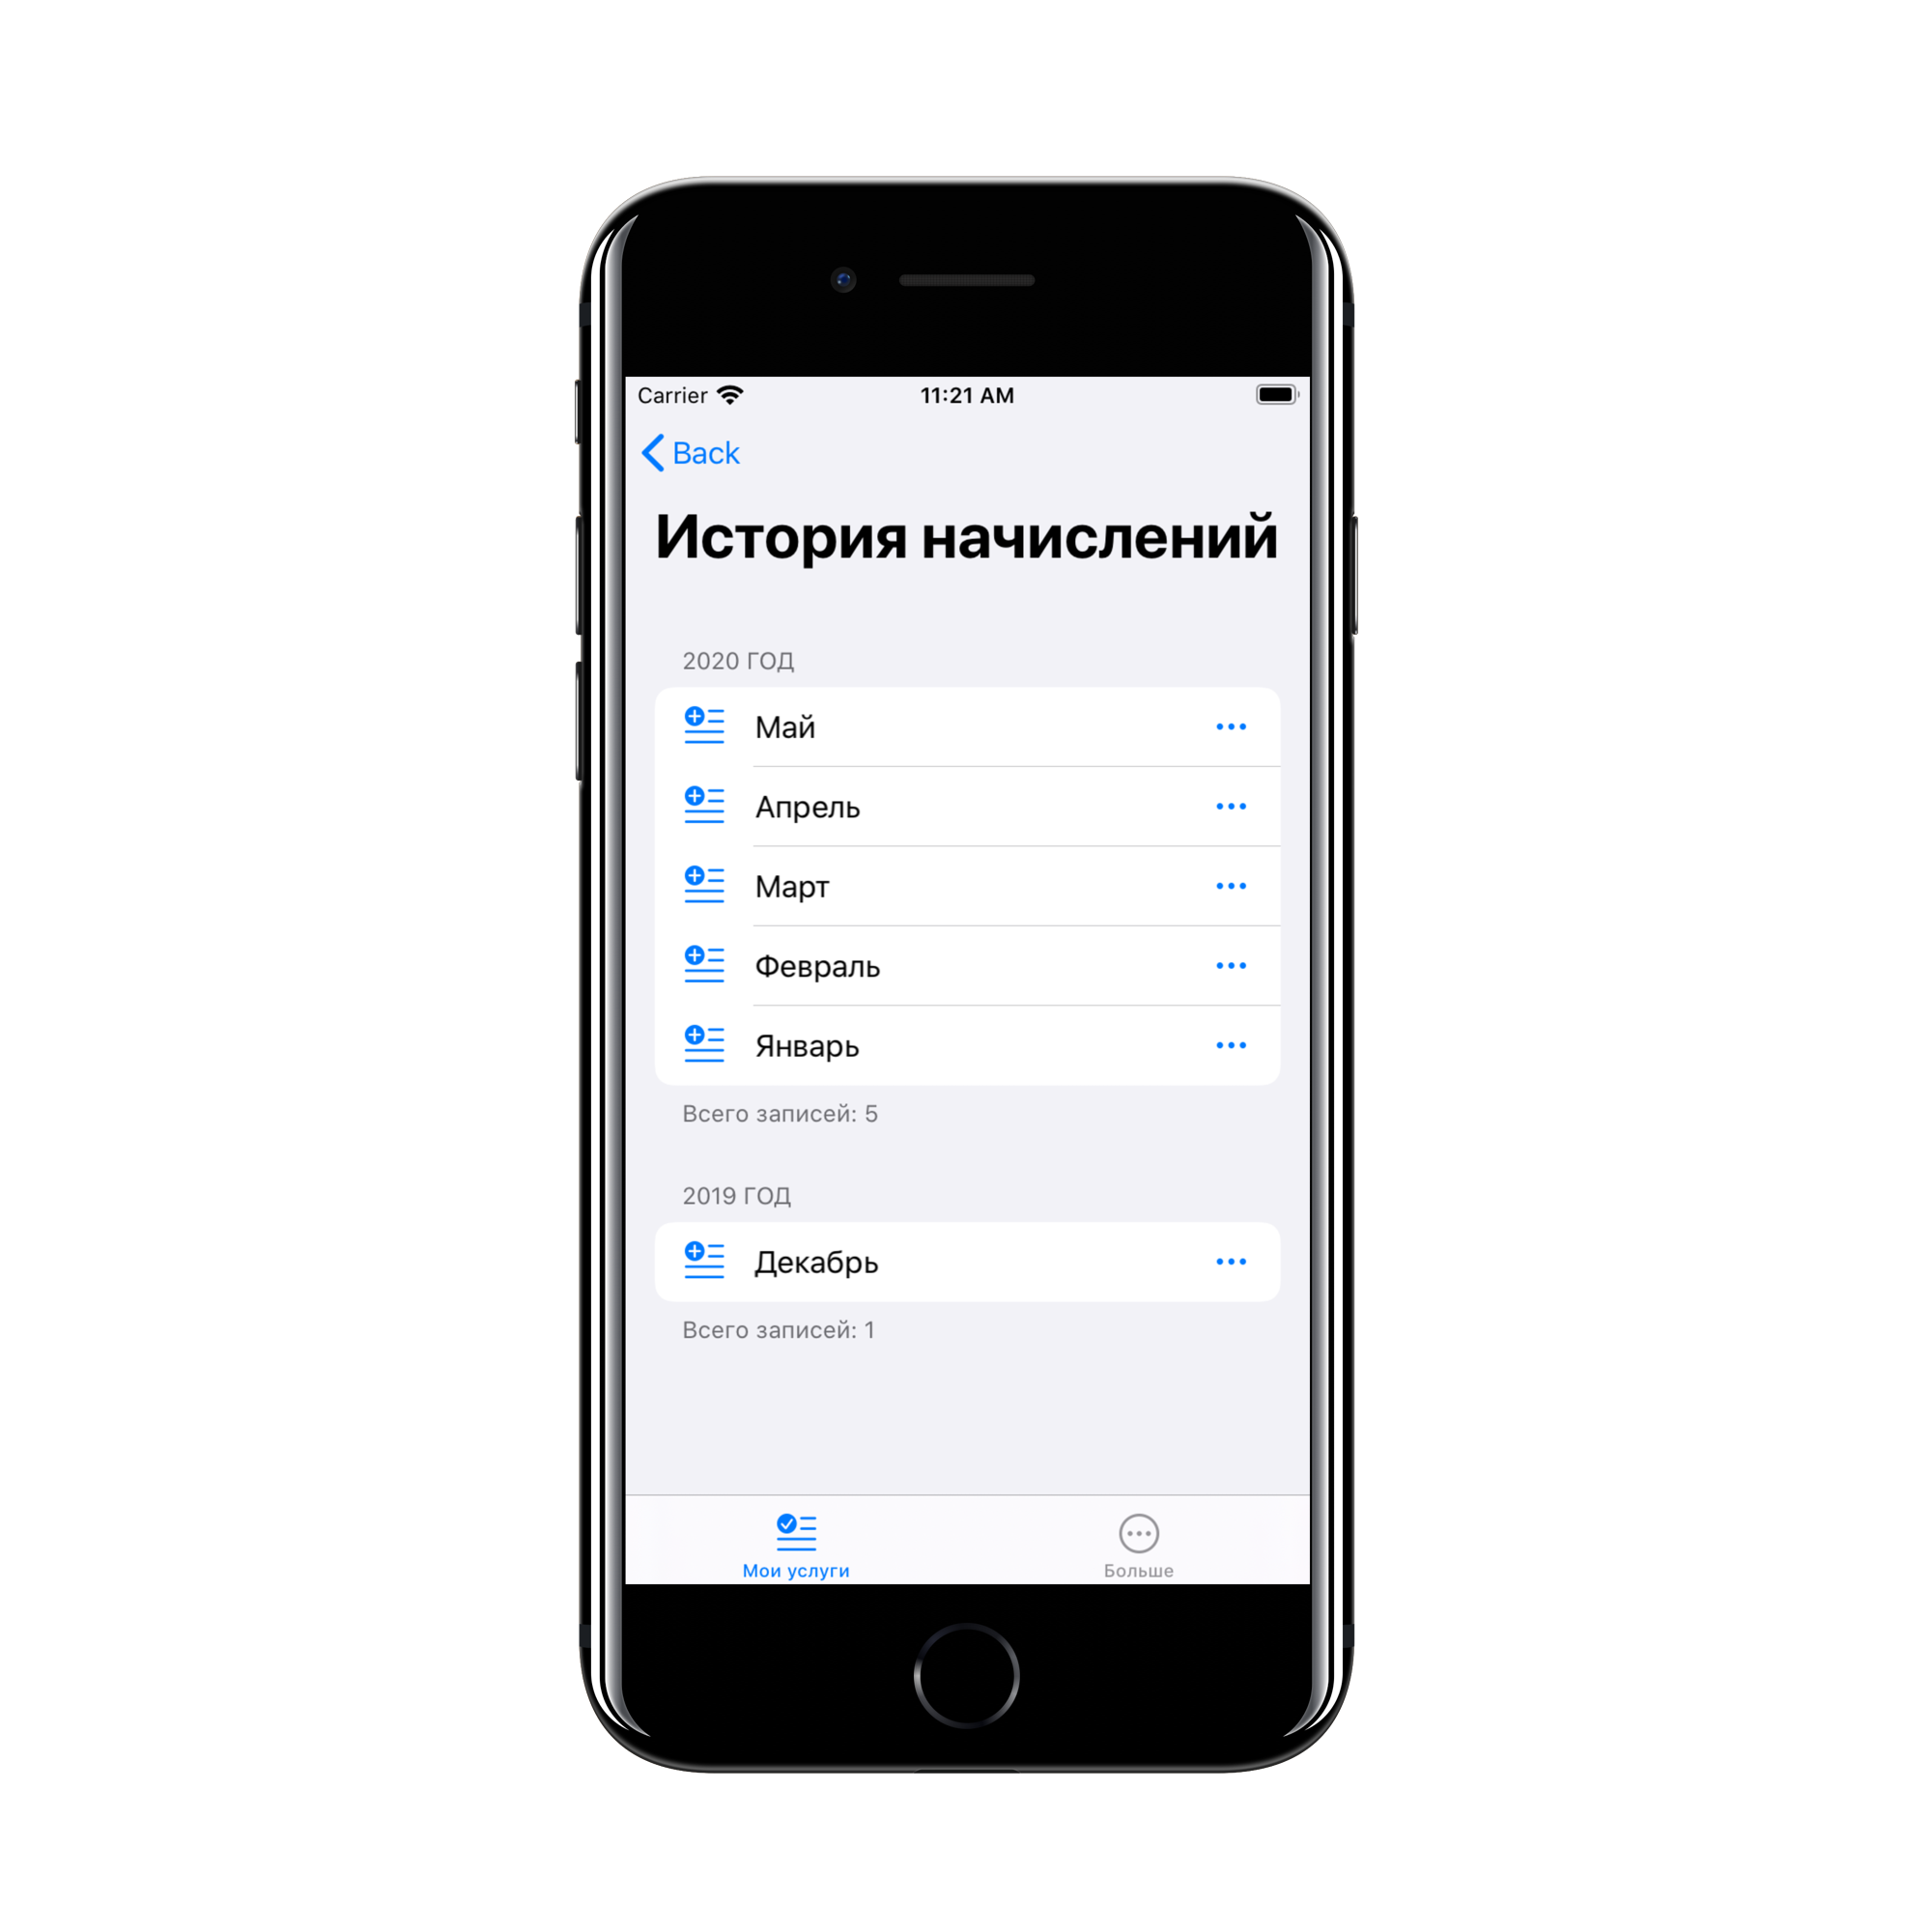 Carrier 11:21 AM
Back
История начислений
2020 ГОД
Май
Апрель
Март
Февраль
Январь
Всего записей: 5
2019 ГОД
Декабрь
Всего записей: 1
Мои услуги Больше